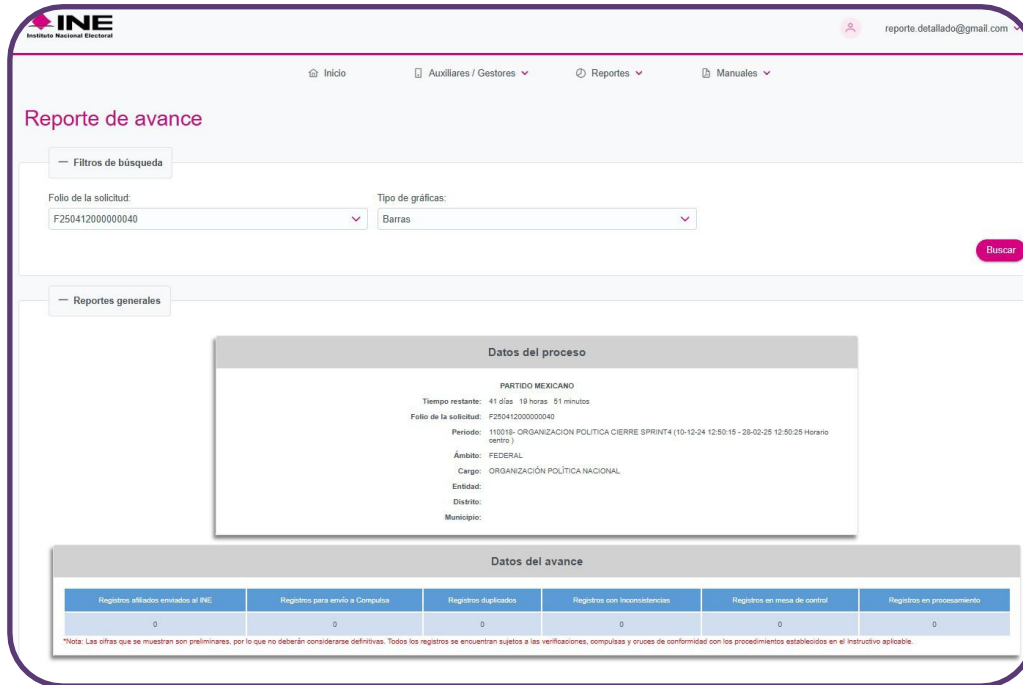 INE
Instituto Nacional Electoral
reporte.detallado@gmail.com
Inicio
Auxiliares / Gestores
Reportes
Manuales
Reporte de avance
Filtros de búsqueda
Folio de la solicitud:
Tipo de gráficas:
F250412000000040
Barras
Buscar
Reportes generales
Datos del proceso
PARTIDO MEXICANO
Tiempo restante: 41 días 19 horas 51 minutos
Folio de la solicitud: F250412000000040
Periodo: 110018- ORGANIZACION POLITICA CIERRE SPRINT4 (10-12-24 12:50:15 - 28-02-25 12:50:25 Horario
centro )
Ámbito: FEDERAL
Cargo: ORGANIZACIÓN POLÍTICA NACIONAL
Entidad:
Distrito:
Municipio:
Datos del avance
Registros afiliados enviados al INE Registros para envío a Compulsa Registros duplicados Registros con Inconsistencias Registros en mesa de control Registros en procesamiento
0 0 0 0 0 0
*Nota: Las cifras que se muestran son preliminares, por lo que no deberán considerarse definitivas. Todos los registros se encuentran sujetos a las verificaciones, compulsas y cruces de conformidad con los procedimientos establecidos en el Instructivo aplicable.